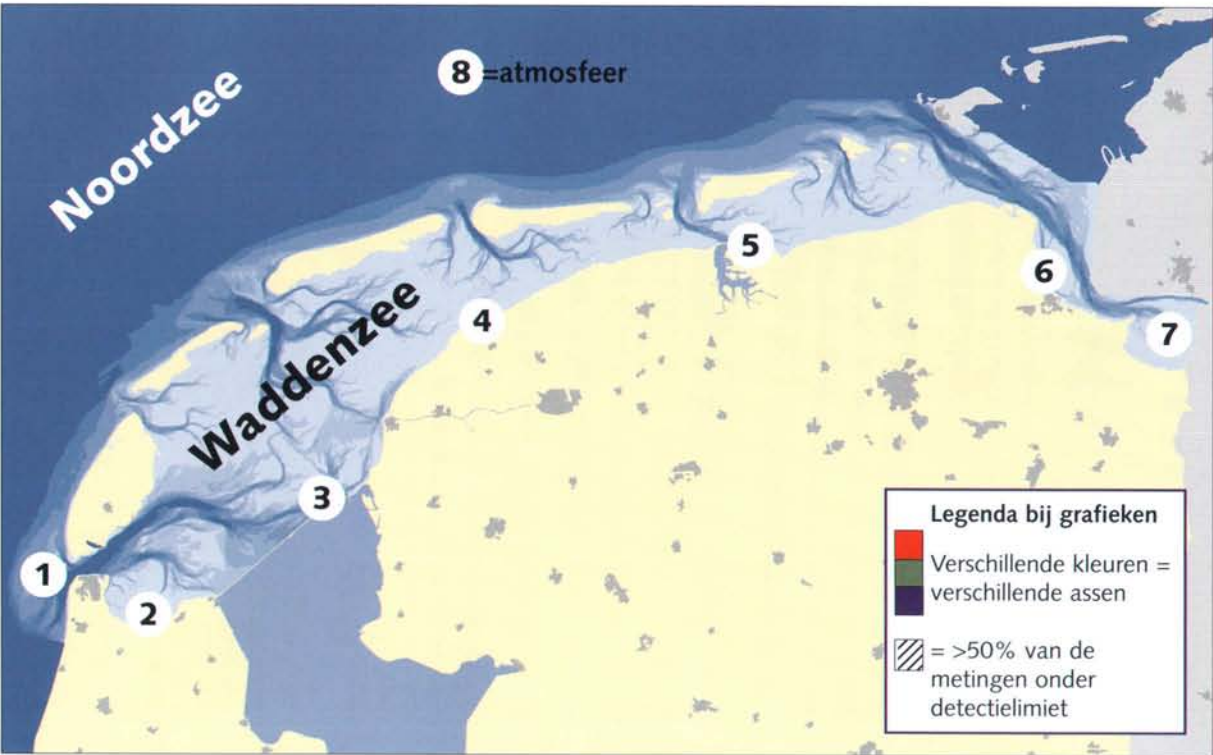 8 =atmosfeer
Noordzee
Waddenzee
5
6
4
7
3
1
2
Legenda bij grafieken
Verschillende kleuren =
verschillende assen
= >50% van de
metingen onder
detectielimiet